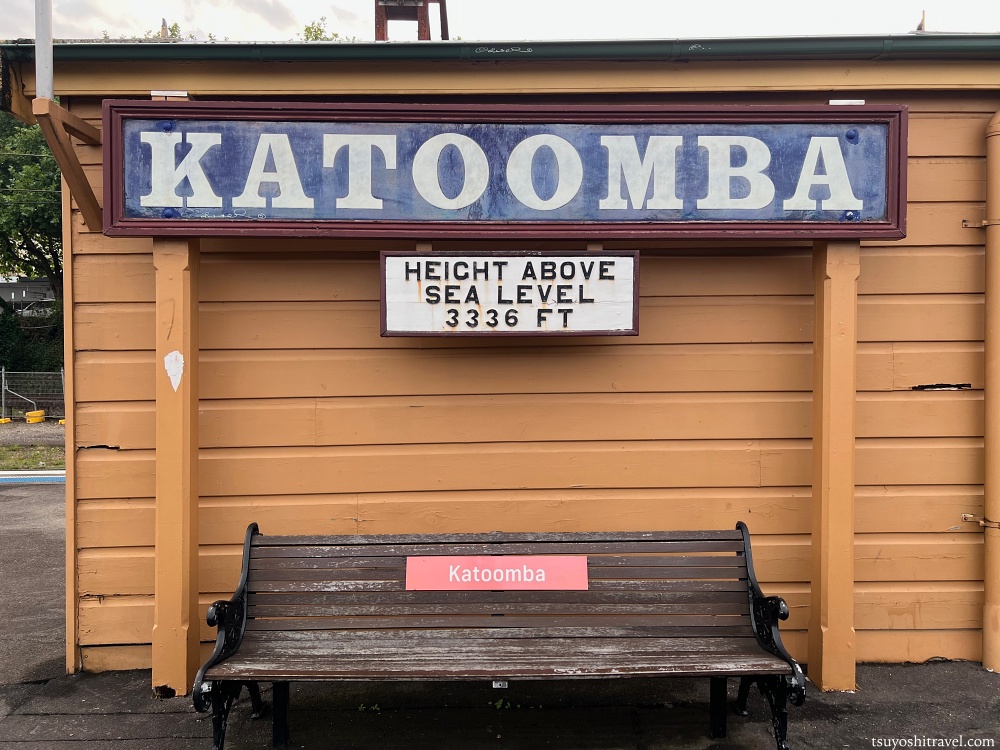 KATOOMBA
HEIGHT ABOVE
SEA LEVEL
3336 FT
Katoomba
tsuyoshitravel.com